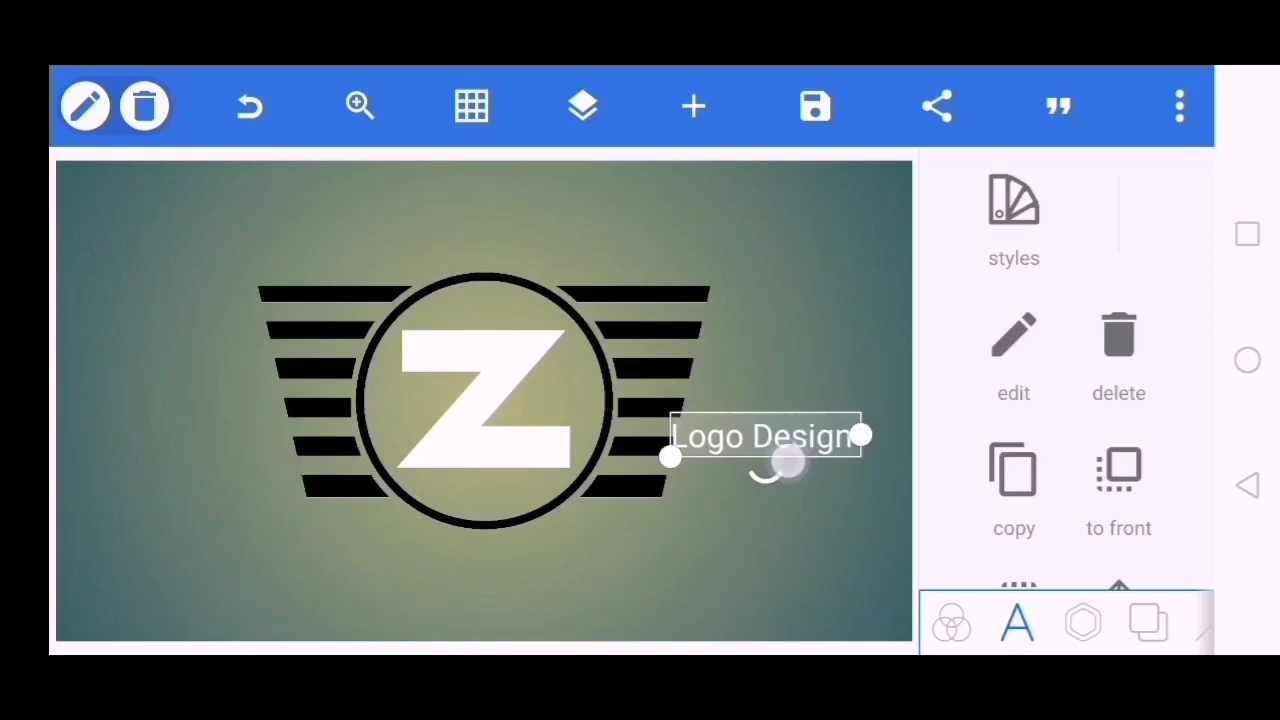 styles
Z
Logo Design
edit
delete
copy
to front
A